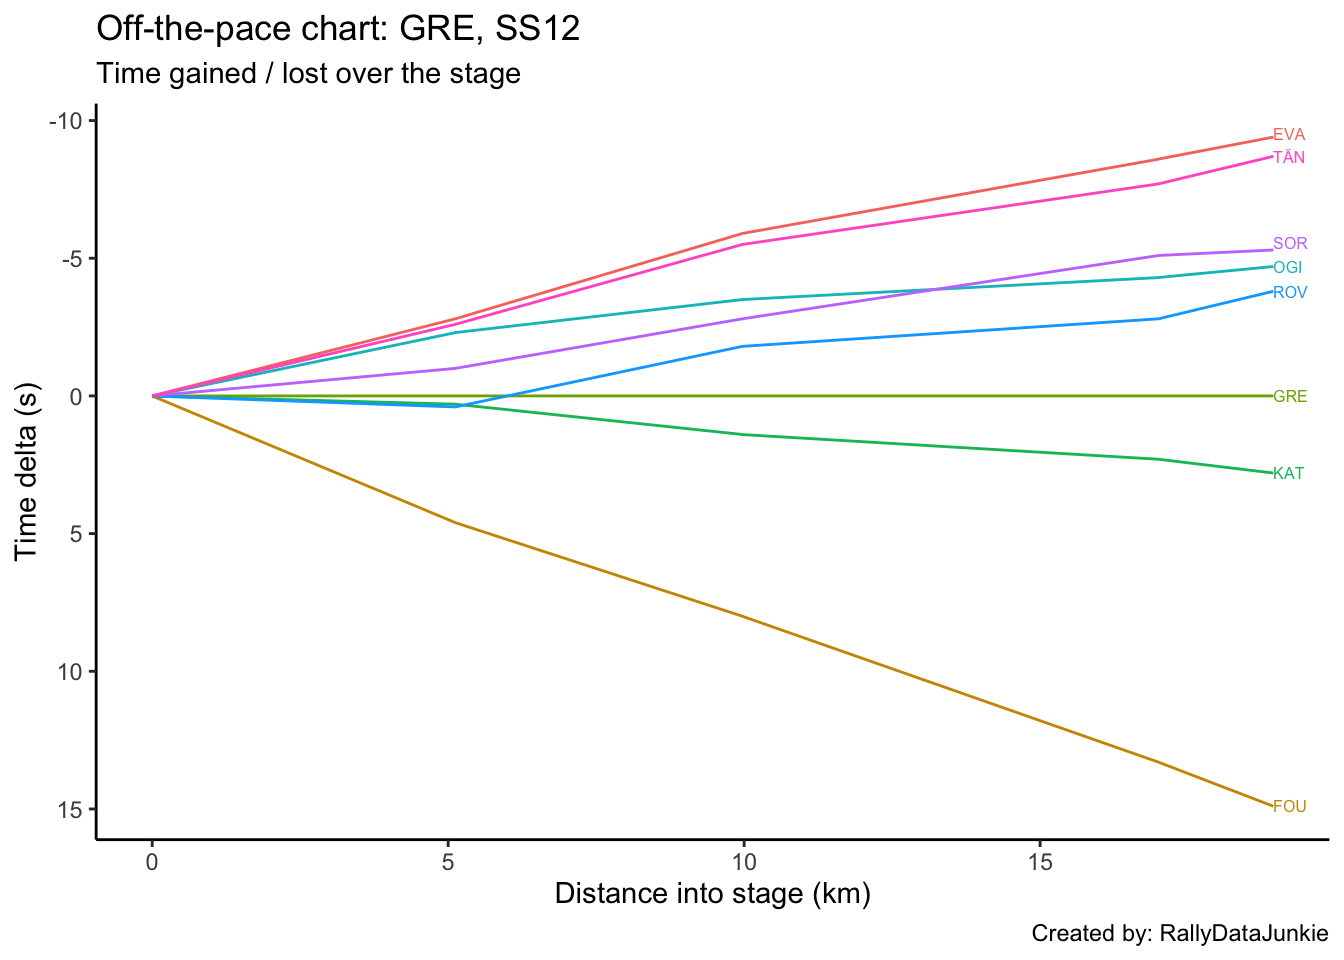 Off-the-pace chart: GRE, SS12
Time gained / lost over the stage
-10
-5
0
5
10
15
Time delta (s)
EVA
TÄN
SOR
OGI
ROV
GRE
KAT
FOU
0 5 10 15
Distance into stage (km)
Created by: RallyDataJunkie